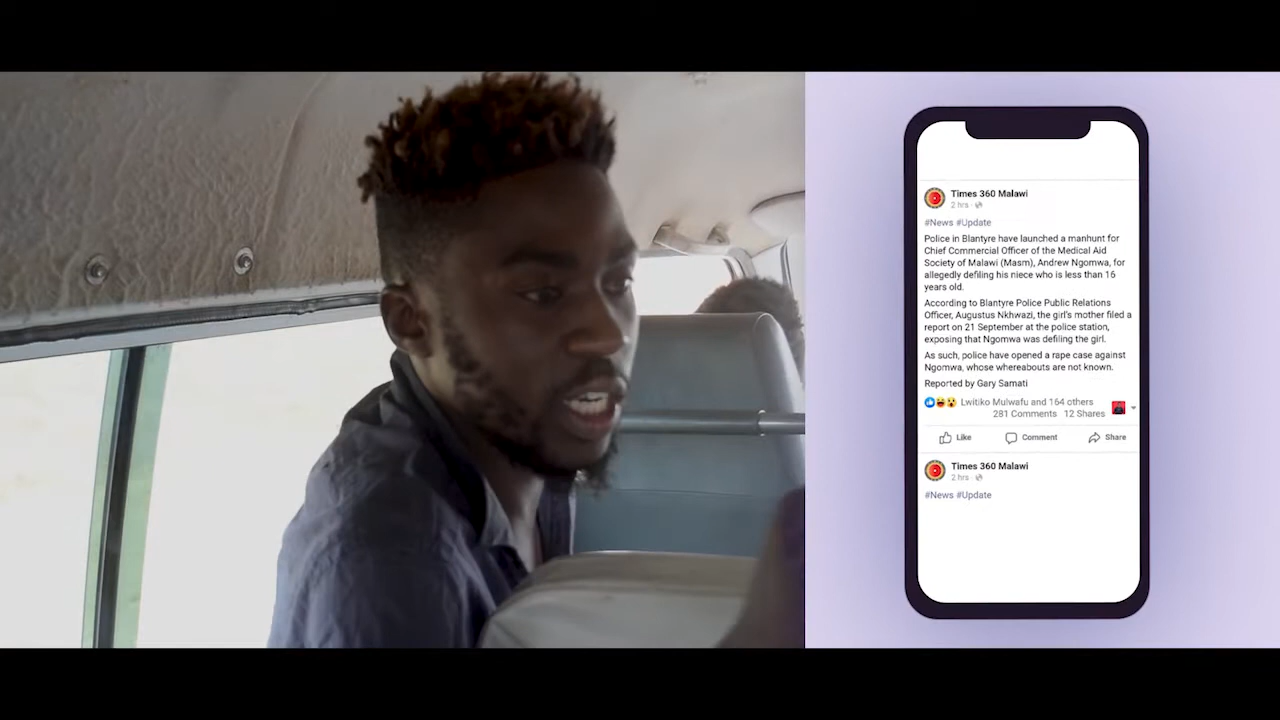 Times 360 Malawi
2 hrs ·
#News #Update
Police in Blantyre have launched a manhunt for
Chief Commercial Officer of the Medical Aid
Society of Malawi (Masm), Andrew Ngomwa, for
allegedly defiling his niece who is less than 16
years old.
According to Blantyre Police Public Relations
Officer, Augustus Nkhwazi, the girl's mother filed a
report on 21 September at the police station,
exposing that Ngomwa was defiling the girl.
As such, police have opened a rape case against
Ngomwa, whose whereabouts are not known.
Reported by Gary Samati
Lwitiko Mulwafu and 164 others
281 Comments 12 Shares
Like Comment Share
Times 360 Malawi
2 hrs ·
#News #Update